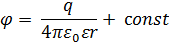 φ = q / 4πε₀εr + const